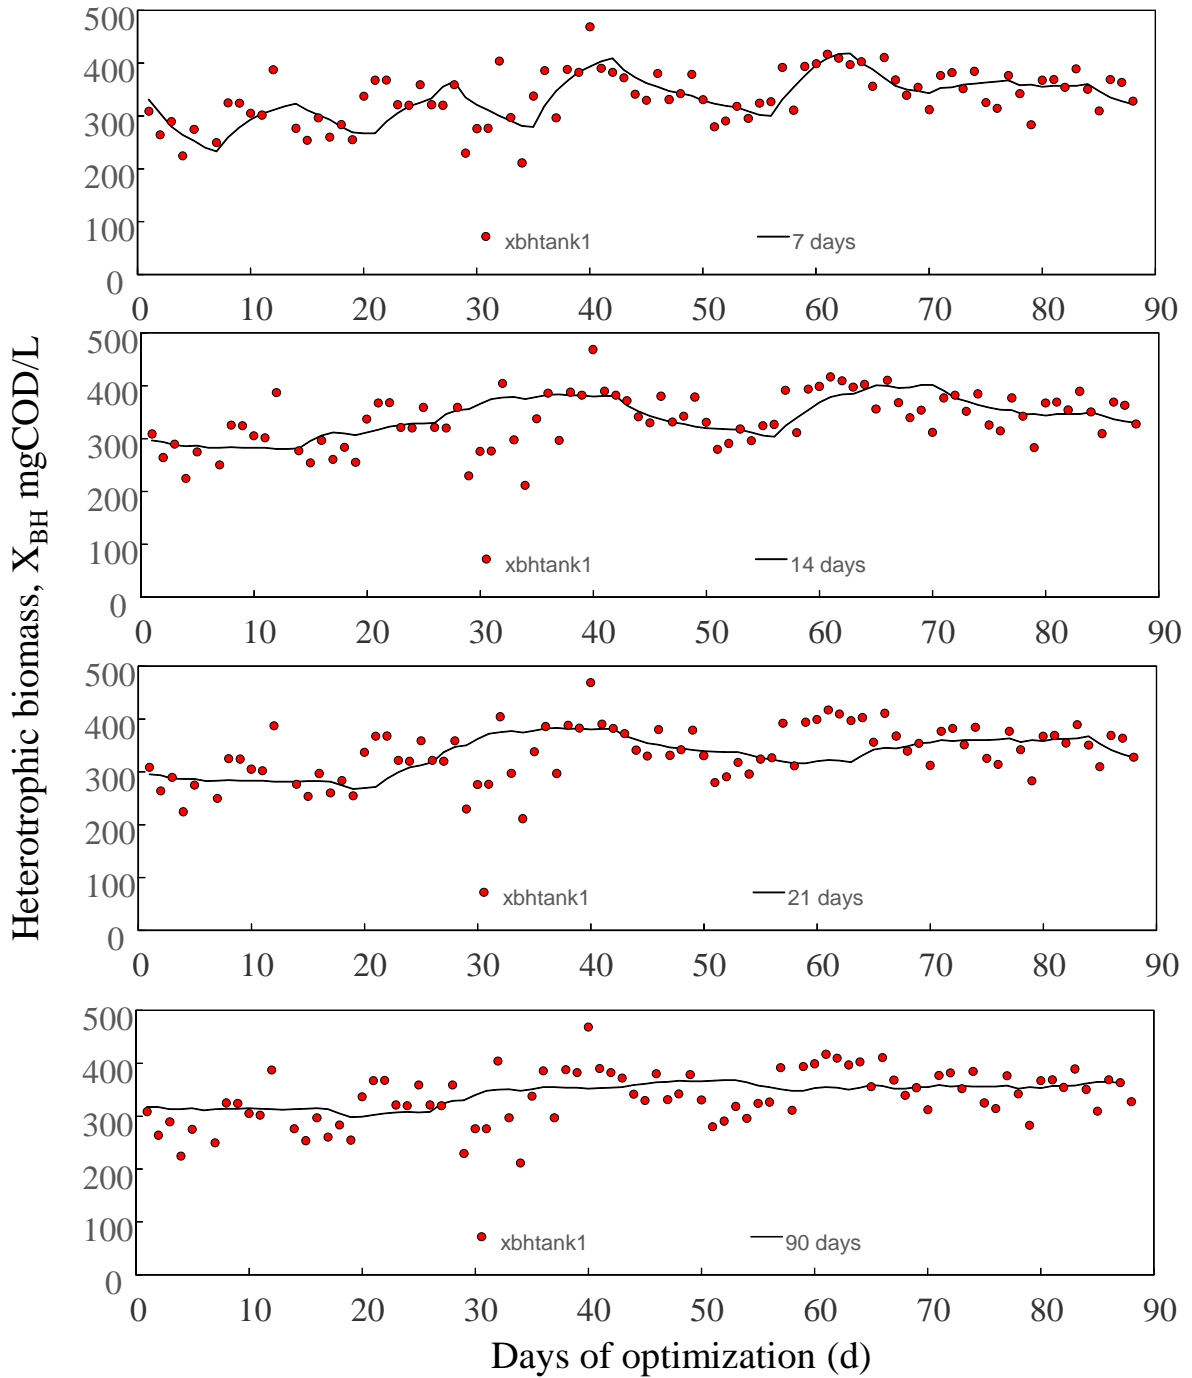 500
400
300
200
100
0
xbhtank1 7 days
0 10 20 30 40 50 60 70 80 90
500
400
300
200
100
0
xbhtank1 14 days
0 10 20 30 40 50 60 70 80 90
500
400
300
200
100
0
xbhtank1 21 days
0 10 20 30 40 50 60 70 80 90
500
400
300
200
100
0
xbhtank1 90 days
0 10 20 30 40 50 60 70 80 90
Days of optimization (d)
Heterotrophic biomass, X_BH mgCOD/L